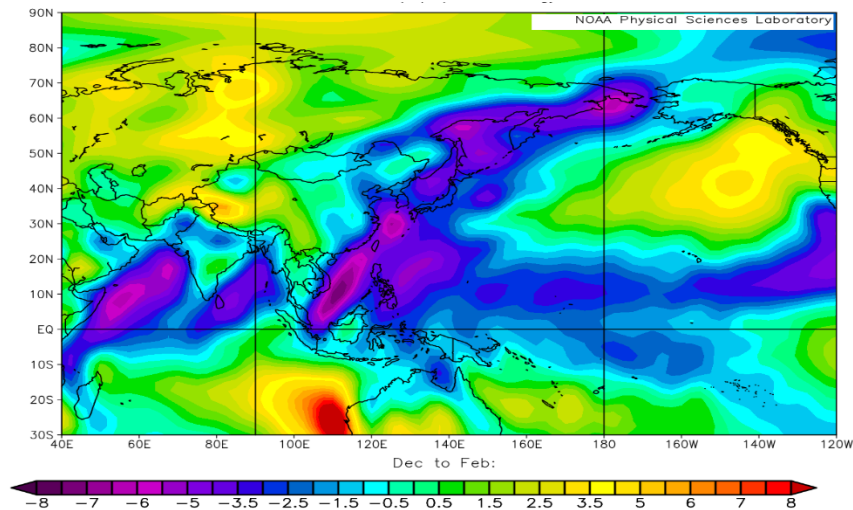 NOAA Physical Sciences Laboratory
90N
80N
70N
60N
50N
40N
30N
20N
10N
EQ
10S
20S
30S
40E 60E 80E 100E 120E 140E 160E 180 160W 140W 120W
Dec to Feb:
−8 −7 −6 −5 −3.5 −2.5 −1.5 −0.5 0.5 1.5 2.5 3.5 5 6 7 8